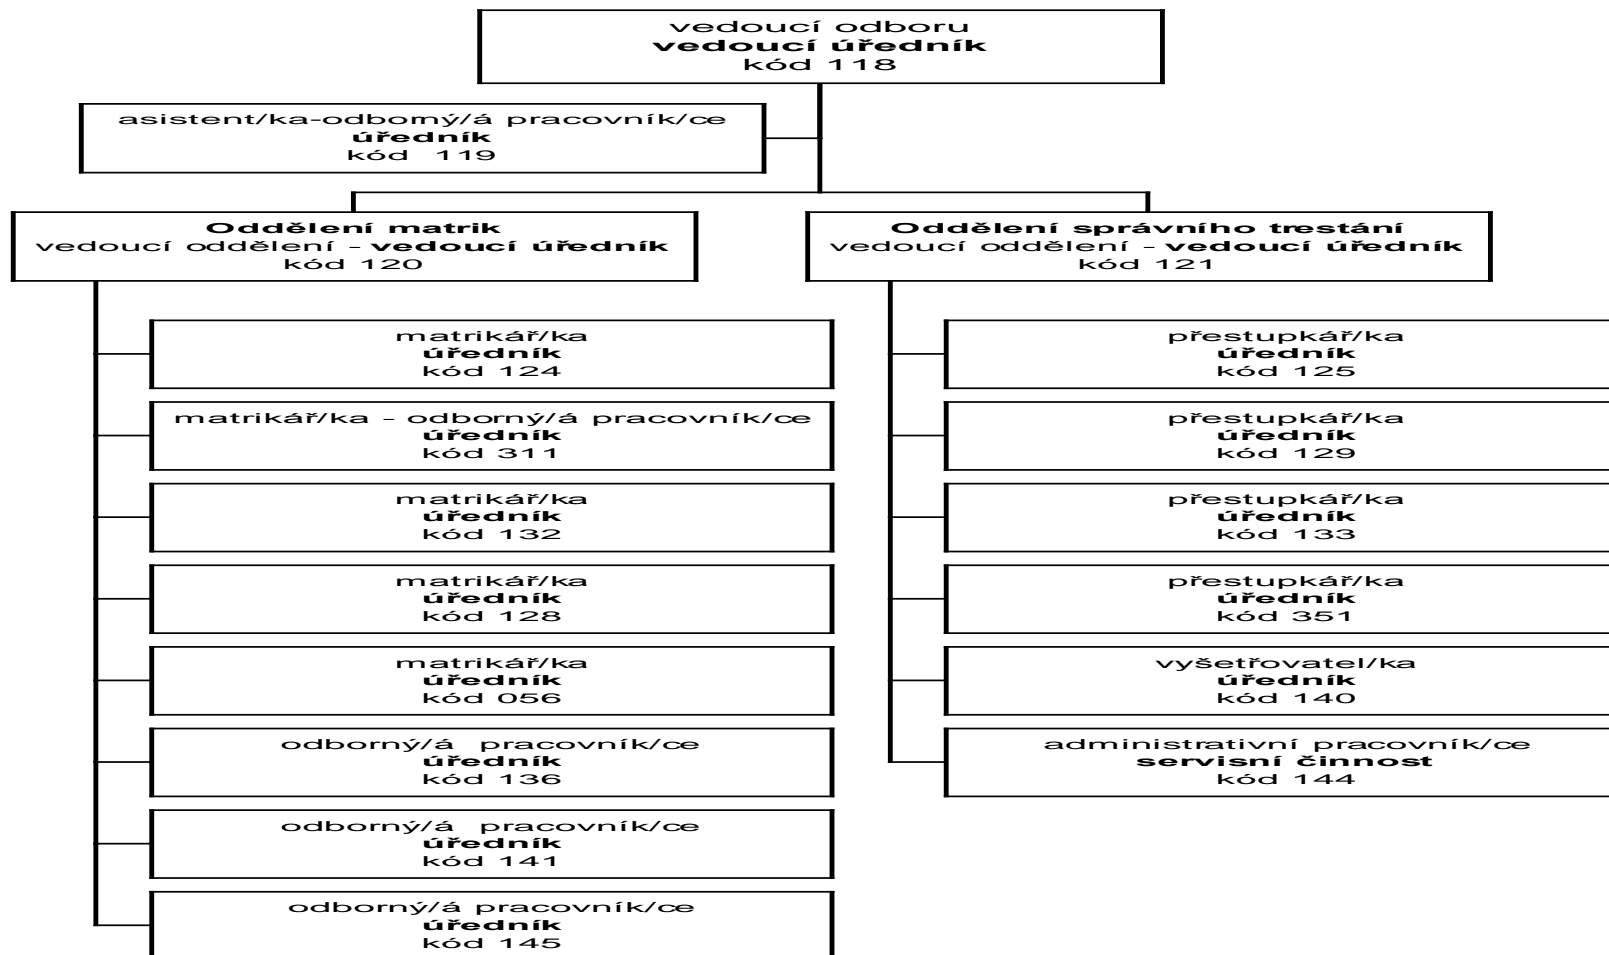 vedoucí odboru
vedoucí úředník
kód 118
asistent/ka-odborný/á pracovník/ce
úředník
kód 119
Oddělení matrik
vedoucí oddělení - vedoucí úředník
kód 120
matrikář/ka
úředník
kód 124
matrikář/ka - odborný/á pracovník/ce
úředník
kód 311
matrikář/ka
úředník
kód 132
matrikář/ka
úředník
kód 128
matrikář/ka
úředník
kód 056
odborný/á pracovník/ce
úředník
kód 136
odborný/á pracovník/ce
úředník
kód 141
odborný/á pracovník/ce
úředník
kód 145
Oddělení správního trestání
vedoucí oddělení - vedoucí úředník
kód 121
přestupkář/ka
úředník
kód 125
přestupkář/ka
úředník
kód 129
přestupkář/ka
úředník
kód 133
přestupkář/ka
úředník
kód 351
vyšetřovatel/ka
úředník
kód 140
administrativní pracovník/ce
servisní činnost
kód 144